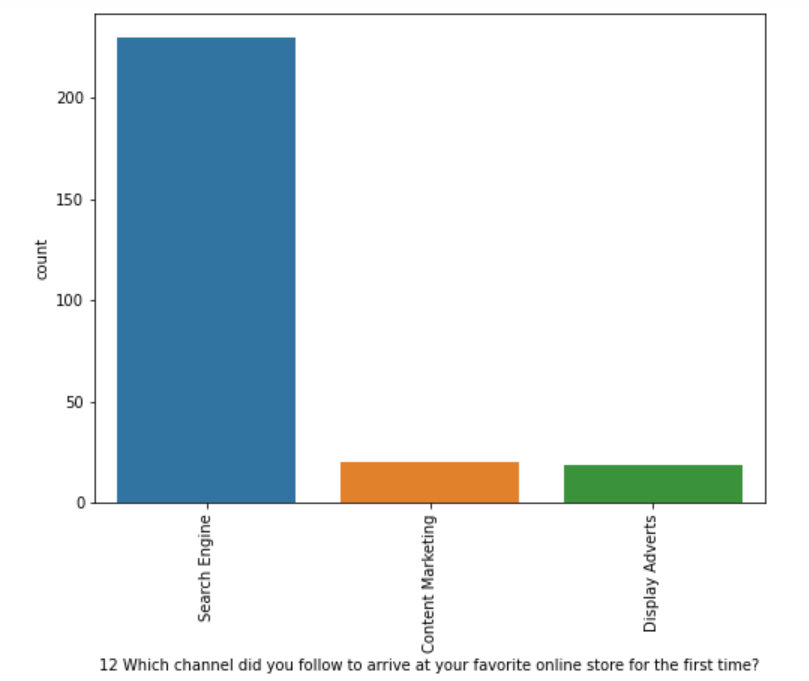 200
150
100
50
0
count
Search Engine
Content Marketing
Display Adverts
12 Which channel did you follow to arrive at your favorite online store for the first time?